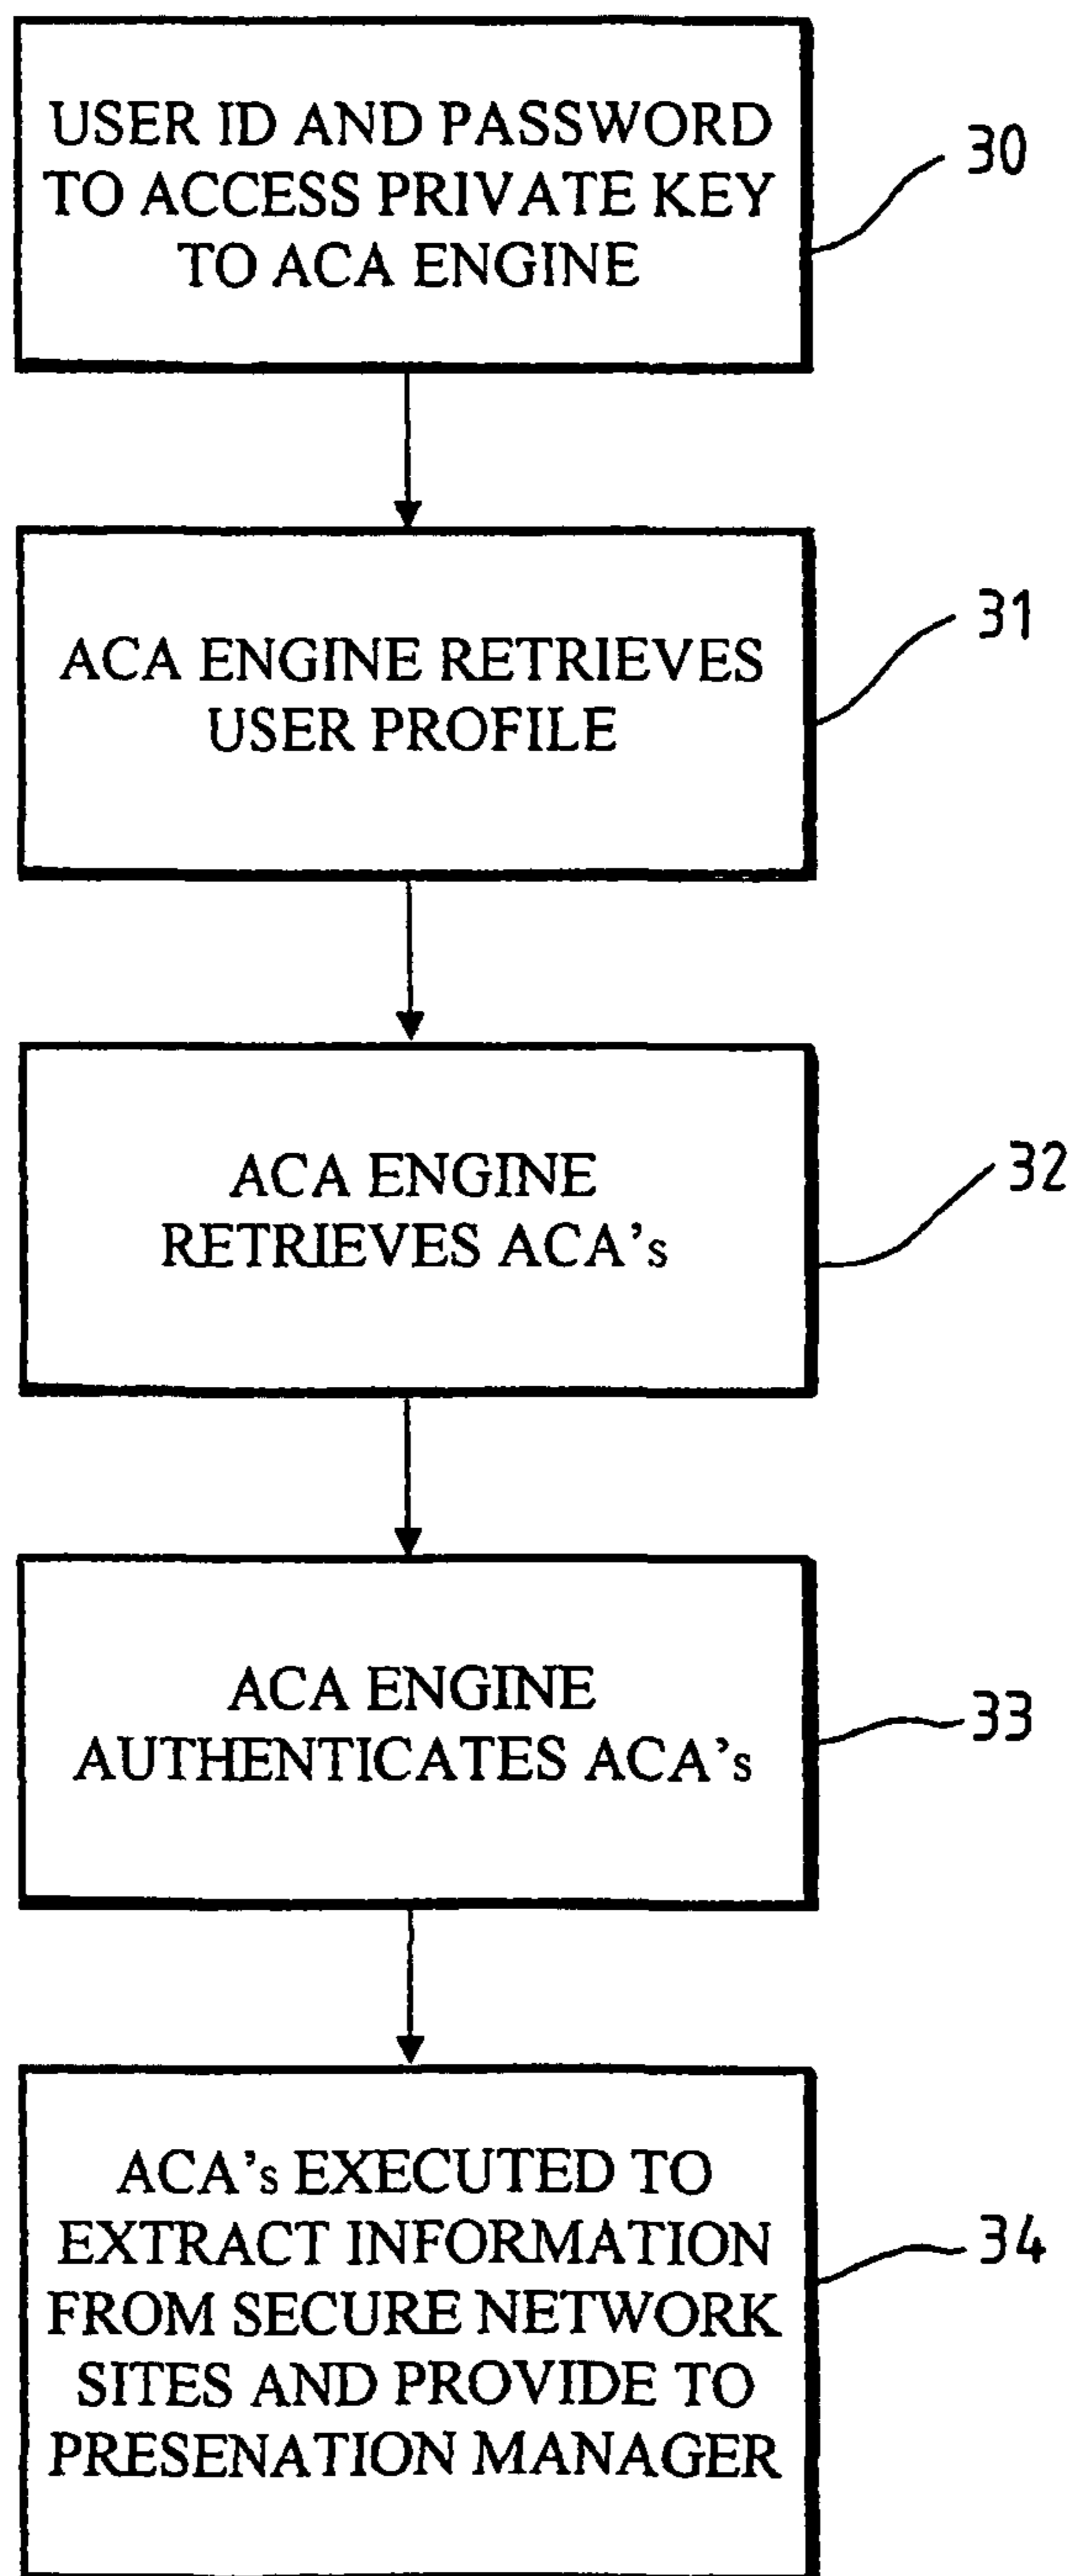 USER ID AND PASSWORD
TO ACCESS PRIVATE KEY
TO ACA ENGINE
30
ACA ENGINE RETRIEVES
USER PROFILE
31
ACA ENGINE
RETRIEVES ACA's
32
ACA ENGINE
AUTHENTICATES ACA's
33
ACA's EXECUTED TO
EXTRACT INFORMATION
FROM SECURE NETWORK
SITES AND PROVIDE TO
PRESENATION MANAGER
34